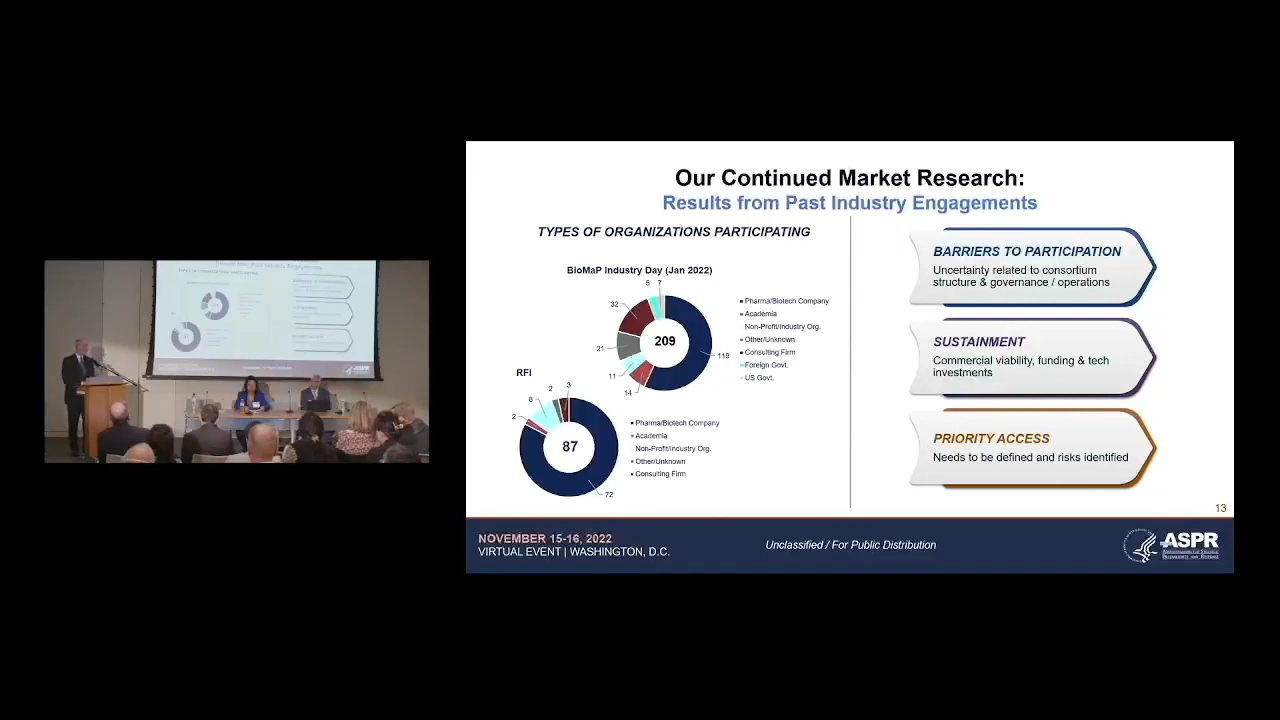 Our Continued Market Research:
Results from Past Industry Engagements
TYPES OF ORGANIZATIONS PARTICIPATING
BioMaP Industry Day (Jan 2022)
5
7
32
21
11
14
119
209
Pharma/Biotech Company
Academia
Non-Profit/Industry Org.
Other/Unknown
Consulting Firm
Foreign Govt.
US Govt.
RFI
2
3
8
2
87
72
Pharma/Biotech Company
Academia
Non-Profit/Industry Org.
Other/Unknown
Consulting Firm
BARRIERS TO PARTICIPATION
Uncertainty related to consortium
structure & governance / operations
SUSTAINMENT
Commercial viability, funding & tech
investments
PRIORITY ACCESS
Needs to be defined and risks identified
13
NOVEMBER 15-16, 2022
VIRTUAL EVENT | WASHINGTON, D.C.
Unclassified / For Public Distribution
ASPR